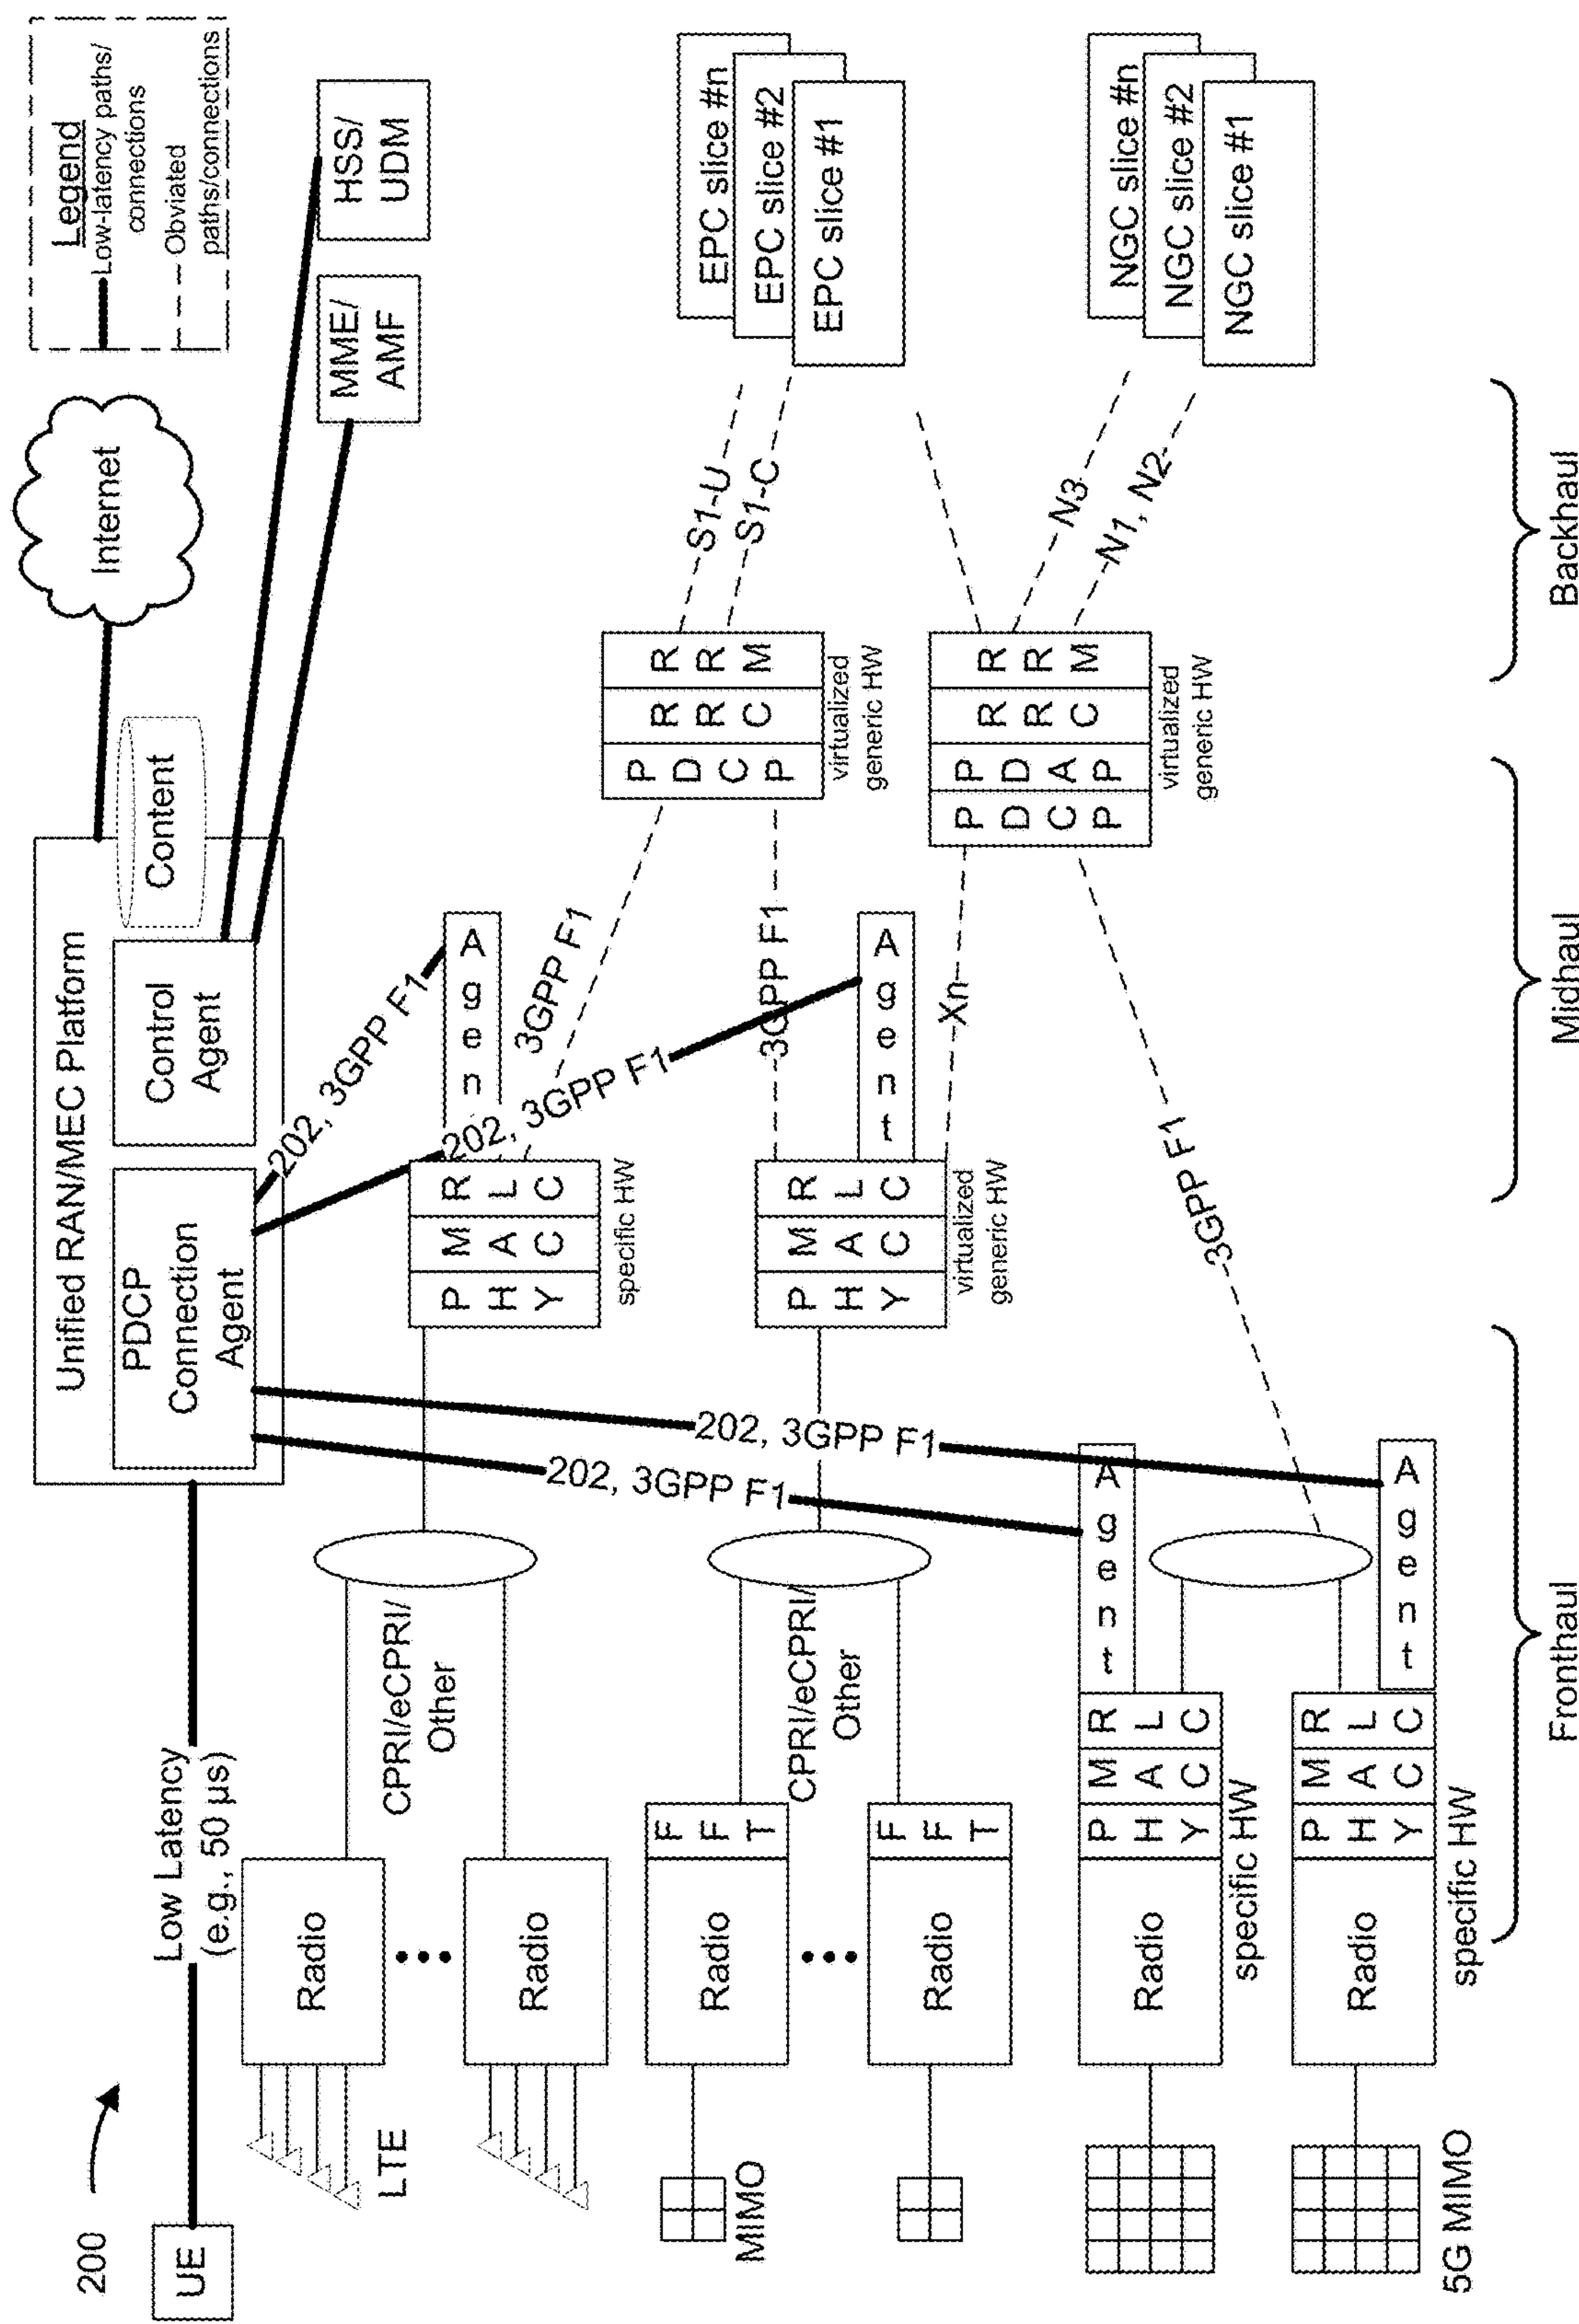 200
UE
Low Latency
(e.g., 50 µs)
Unified RAN/MEC Platform
PDCP
Connection
Agent
Control
Agent
Content
Internet
Legend
Low-latency paths/
connections
Obviated
paths/connections
MME/
AMF
HSS/
UDM
LTE
Radio
Radio
CPRI/eCPRI/
Other
PHY
MAC
RLC
specific HW
Agent
202, 3GPP F1
202, 3GPP F1
3GPP F1
PDCP
RRC
RRM
virtualized
generic HW
S1-U
S1-C
EPC slice #n
EPC slice #2
EPC slice #1
MIMO
Radio
FFT
Radio
FFT
CPRI/eCPRI/
Other
202, 3GPP F1
202, 3GPP F1
PHY
MAC
RLC
virtualized
generic HW
Agent
3GPP F1
Xn
PDCP
PDAP
RRC
RRM
virtualized
generic HW
N3
N1, N2
NGC slice #n
NGC slice #2
NGC slice #1
Radio
PHY
MAC
RLC
specific HW
Agent
3GPP F1
5G MIMO
Radio
PHY
MAC
RLC
specific HW
Agent
Fronthaul
Midhaul
Backhaul